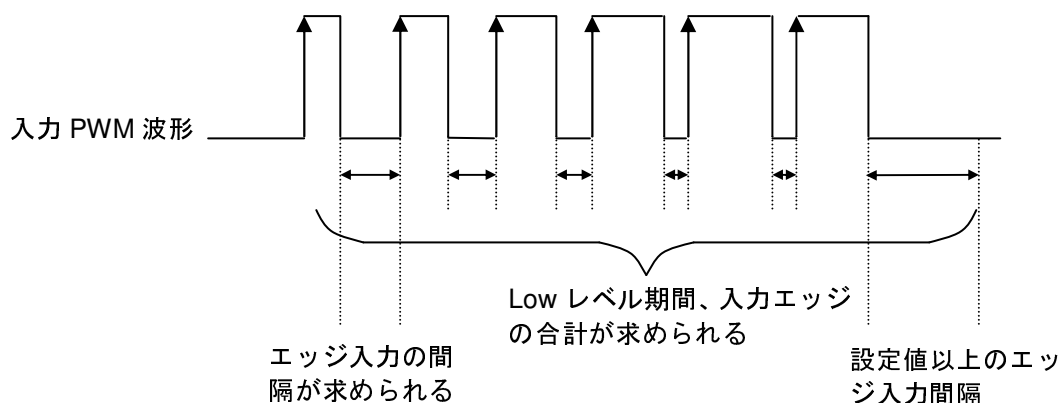 入力 PWM 波形
Low レベル期間、入力エッジ
の合計が求められる
エッジ入力の間
隔が求められる
設定値以上のエッ
ジ入力間隔